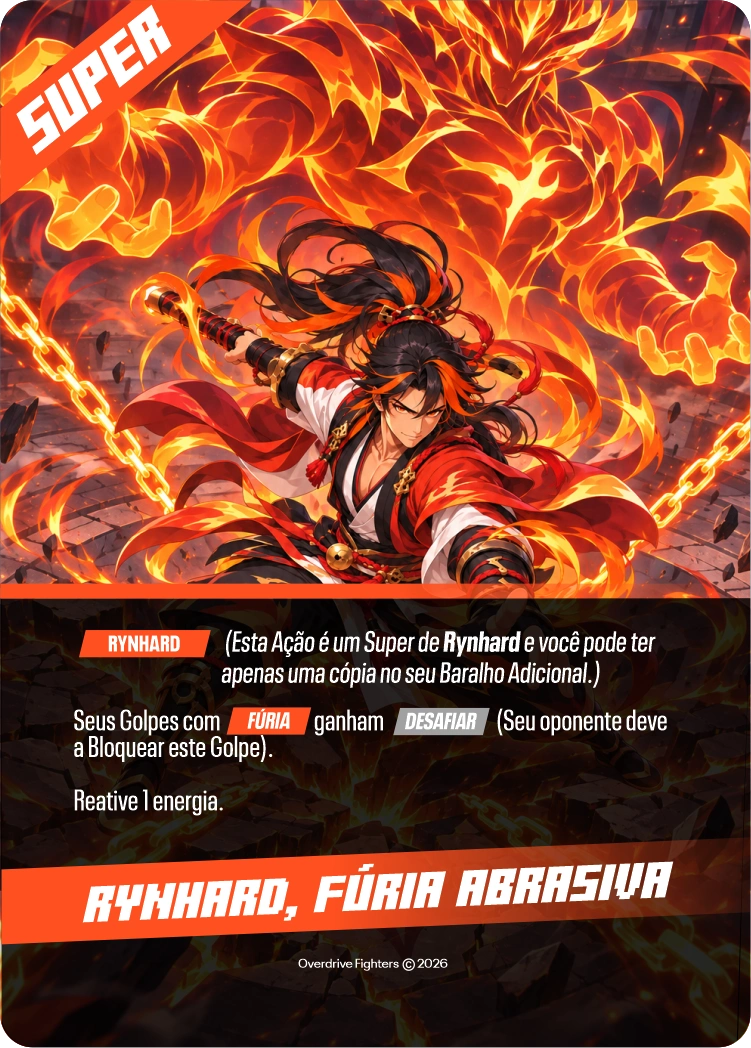 SUPER
RYNHARD (Esta Ação é um Super de Rynhard e você pode ter
apenas uma cópia no seu Baralho Adicional.)
Seus Golpes com FÚRIA ganham DESAFIAR (Seu oponente deve
a Bloquear este Golpe).
Reative 1 energia.
RYNHARD, FÚRIA ABRASIVA
Overdrive Fighters © 2026